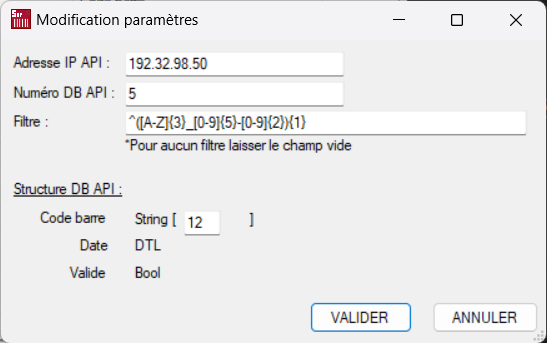 Modification paramètres
Adresse IP API : 192.32.98.50
Numéro DB API : 5
Filtre : ^([A-Z]{3}_[0-9]{5}-[0-9]{2}){1}
*Pour aucun filtre laisser le champ vide
Structure DB API :
Code barre String [ 12 ]
Date DTL
Valide Bool
VALIDER ANNULER